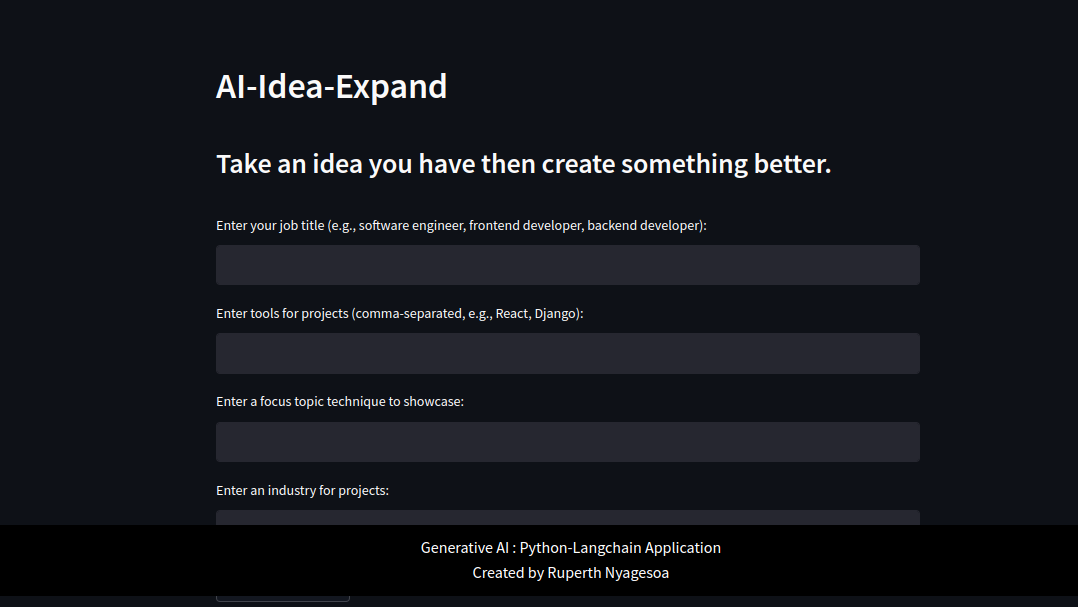 AI-Idea-Expand
Take an idea you have then create something better.
Enter your job title (e.g., software engineer, frontend developer, backend developer):
Enter tools for projects (comma-separated, e.g., React, Django):
Enter a focus topic technique to showcase:
Enter an industry for projects:
Generative AI : Python-Langchain Application
Created by Ruperth Nyagesoa